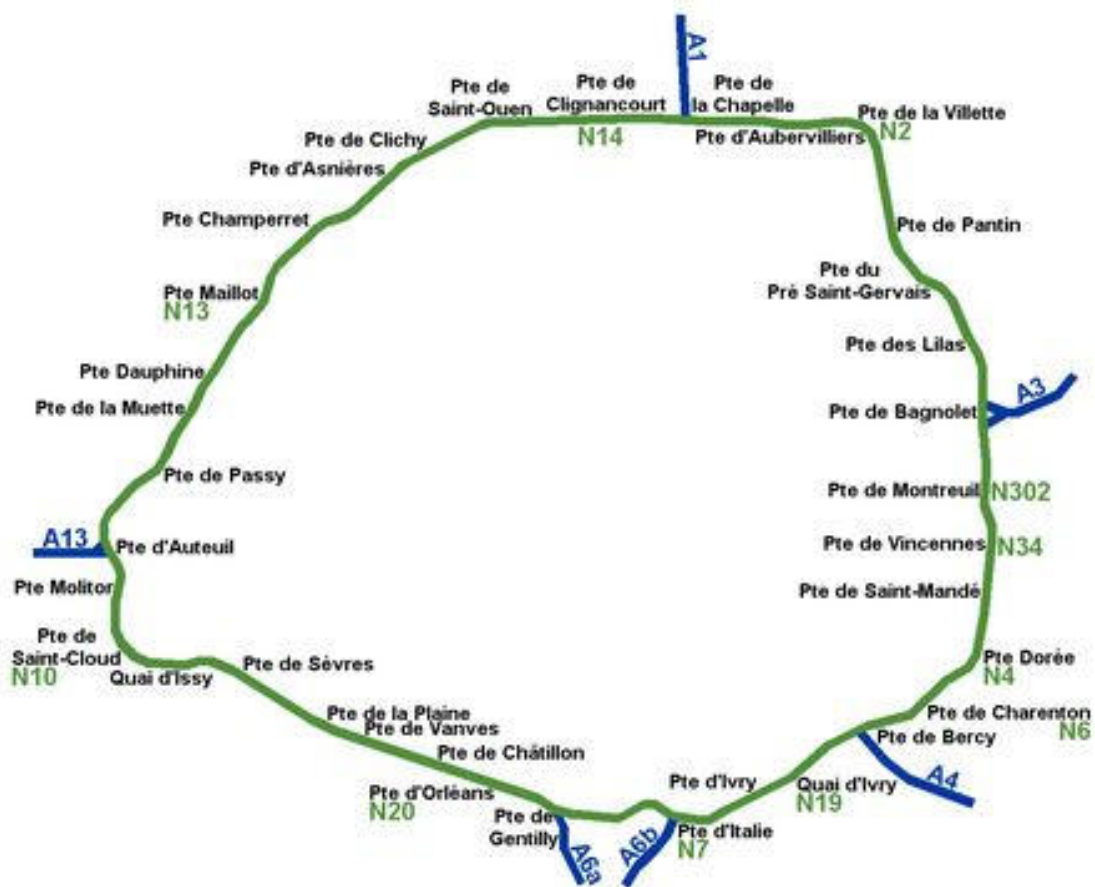 A1
Pte de
Saint-Ouen
Pte de
Clignancourt
N14
Pte de
la Chapelle
Pte d'Aubervilliers
Pte de la Villette
N2
Pte de Clichy
Pte d'Asnières
Pte Champerret
Pte de Pantin
Pte du
Pré Saint-Gervais
Pte Maillot
N13
Pte des Lilas
Pte Dauphine
Pte de la Muette
Pte de Bagnolet
A3
Pte de Passy
Pte de Montreuil
N302
A13
Pte d'Auteuil
Pte de Vincennes
N34
Pte Molitor
Pte de Saint-Mandé
Pte de
Saint-Cloud
N10
Quai d'Issy
Pte de Sèvres
Pte Dorée
N4
Pte de la Plaine
Pte de Vanves
Pte de Charenton
N6
Pte de Bercy
Pte de Châtillon
A4
Pte d'Orléans
N20
Pte d'Ivry
Quai d'Ivry
N19
Pte de
Gentilly
A6a
A6b
Pte d'Italie
N7